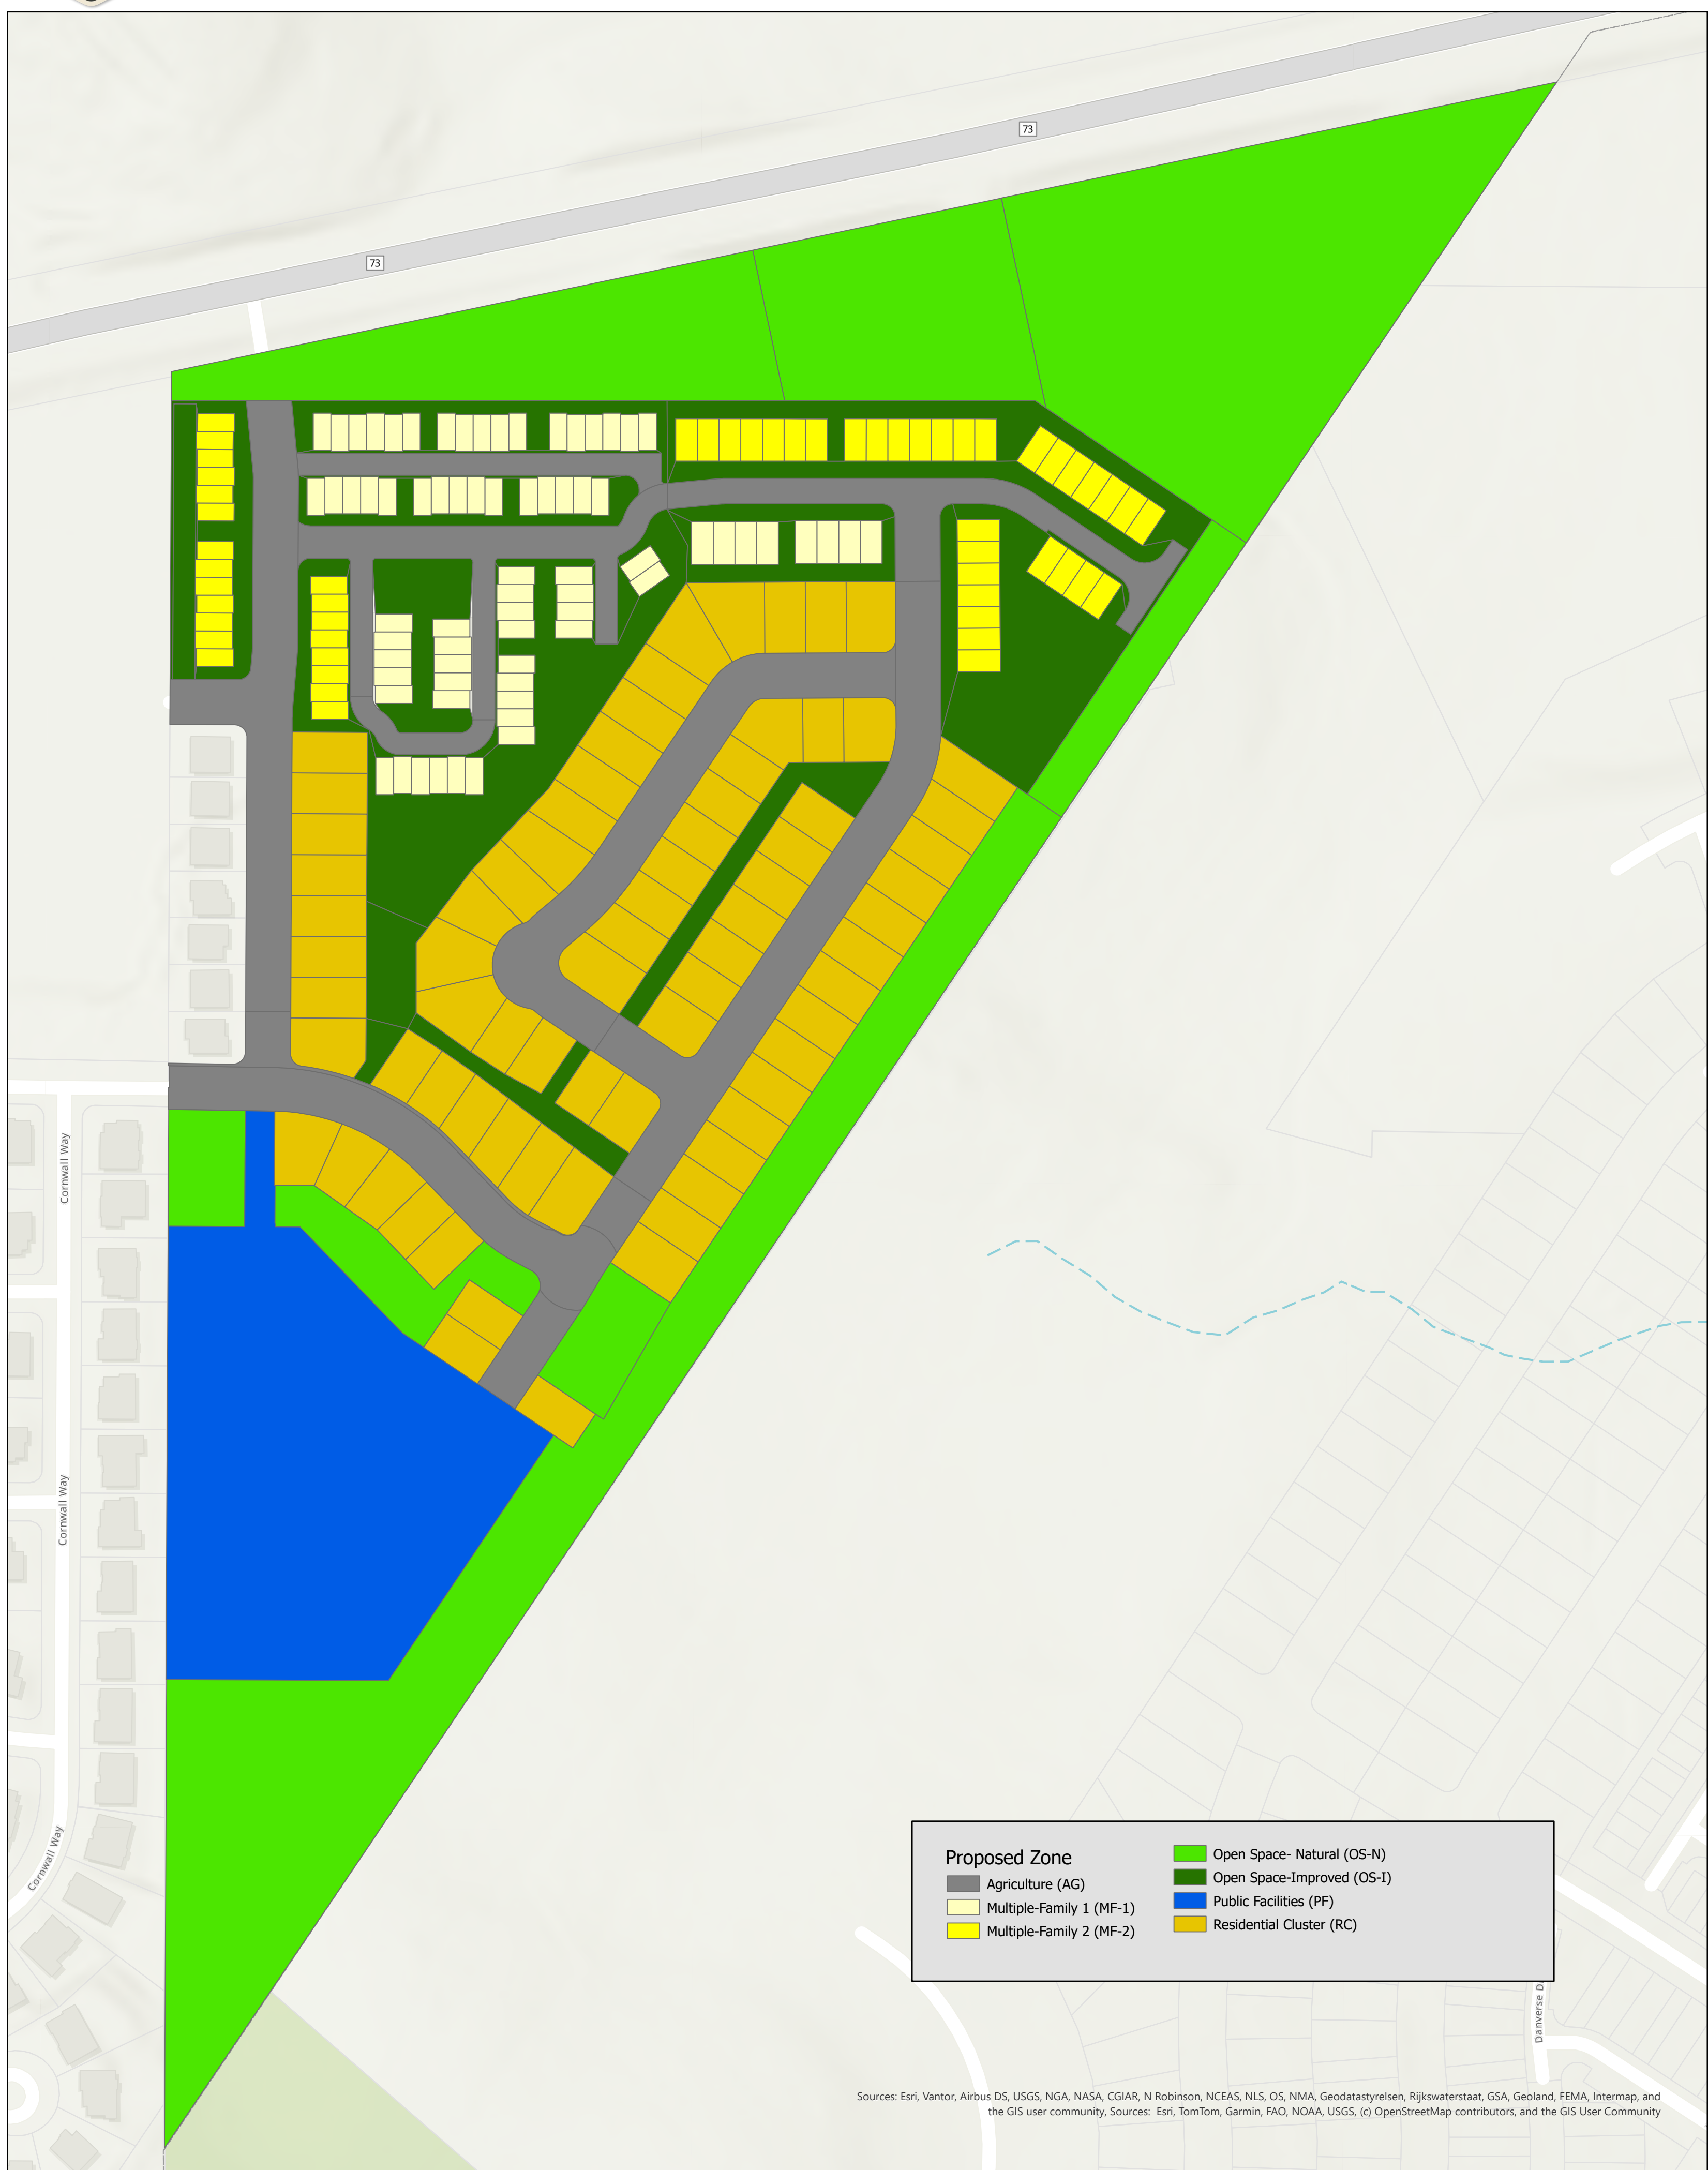 73
73
Cornwall Way
Cornwall Way
Cornwall Way
Proposed Zone
Agriculture (AG)
Multiple-Family 1 (MF-1)
Multiple-Family 2 (MF-2)
Open Space- Natural (OS-N)
Open Space-Improved (OS-I)
Public Facilities (PF)
Residential Cluster (RC)
Danverse
Sources: Esri, Vantor, Airbus DS, USGS, NGA, NASA, CGIAR, N Robinson, NCEAS, NLS, OS, NMA, Geodatastyrelsen, Rijkswaterstaat, GSA, Geoland, FEMA, Intermap, and
the GIS user community, Sources: Esri, TomTom, Garmin, FAO, NOAA, USGS, (c) OpenStreetMap contributors, and the GIS User Community